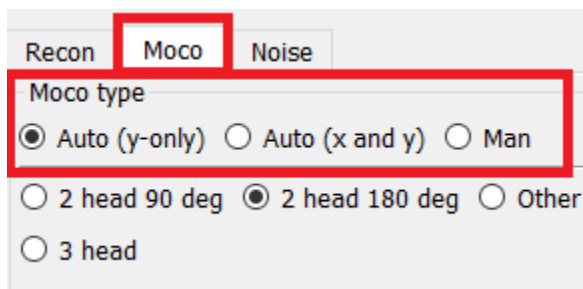 Recon Moco Noise
Moco type
Auto (y-only) Auto (x and y) Man
2 head 90 deg 2 head 180 deg Other
3 head